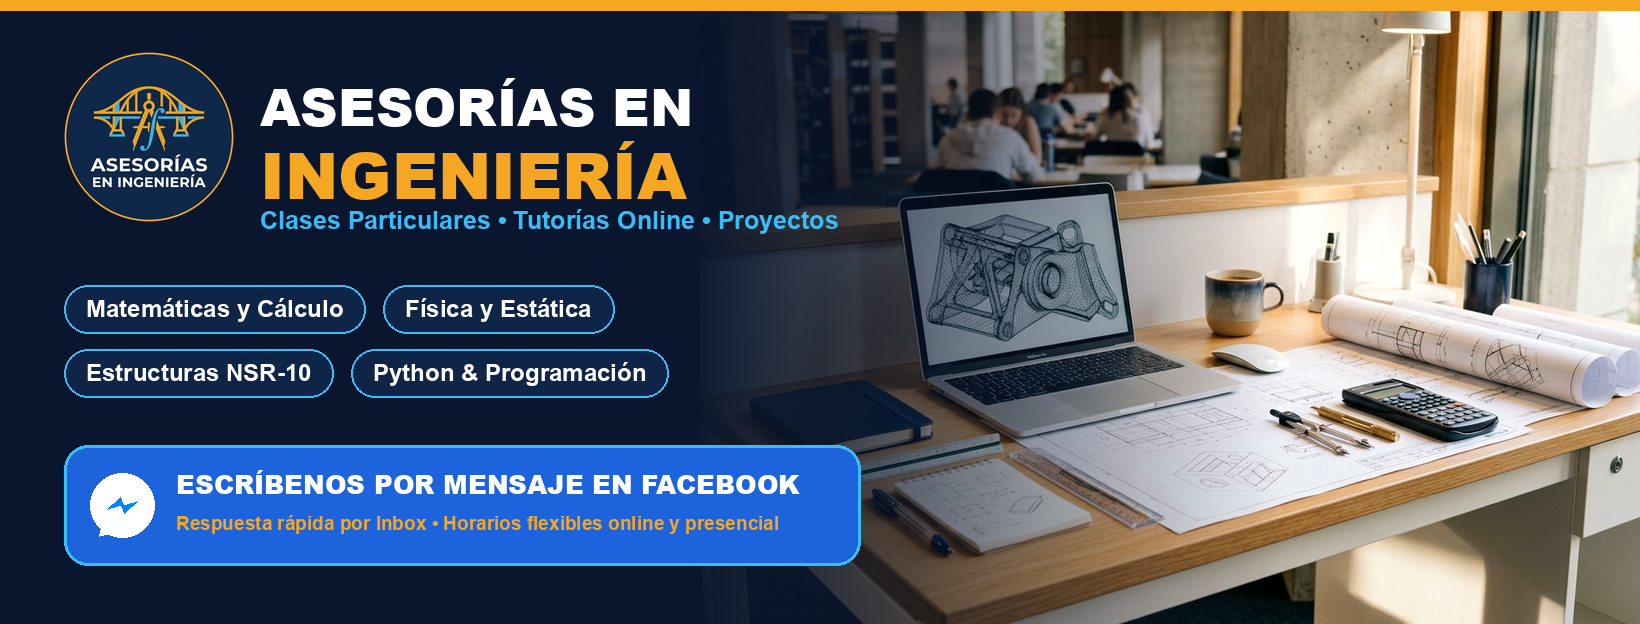 ASESORÍAS
EN INGENIERÍA
ASESORÍAS EN
INGENIERÍA
Clases Particulares • Tutorías Online • Proyectos
Matemáticas y Cálculo
Física y Estática
Estructuras NSR-10
Python & Programación
ESCRÍBENOS POR MENSAJE EN FACEBOOK
Respuesta rápida por Inbox • Horarios flexibles online y presencial